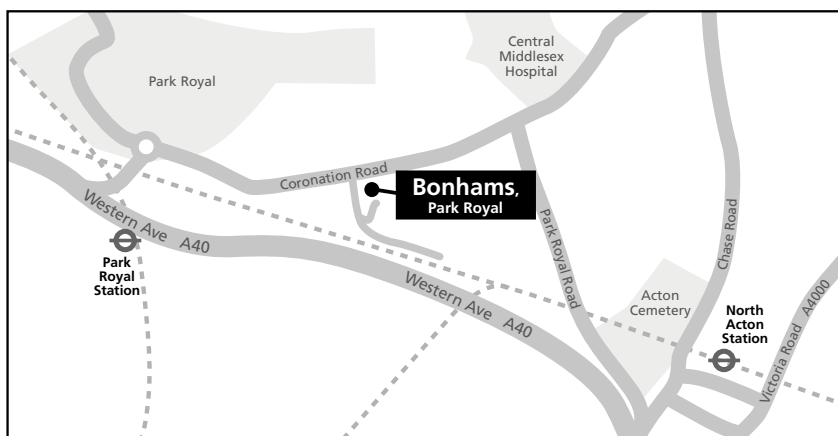 Park Royal
Central
Middlesex
Hospital
Coronation Road
Bonhams,
Park Royal
Western Ave A40
Park
Royal
Station
Park Royal Road
Chase Road
Western Ave A40
Acton
Cemetery
North
Acton
Station
Victoria Road A4000